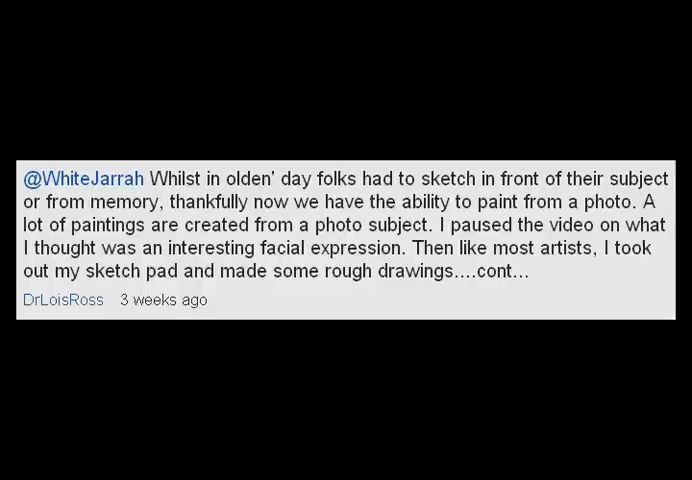 @WhiteJarrah Whilst in olden' day folks had to sketch in front of their subject
or from memory, thankfully now we have the ability to paint from a photo. A
lot of paintings are created from a photo subject. I paused the video on what
I thought was an interesting facial expression. Then like most artists, I took
out my sketch pad and made some rough drawings....cont...
DrLoisRoss 3 weeks ago